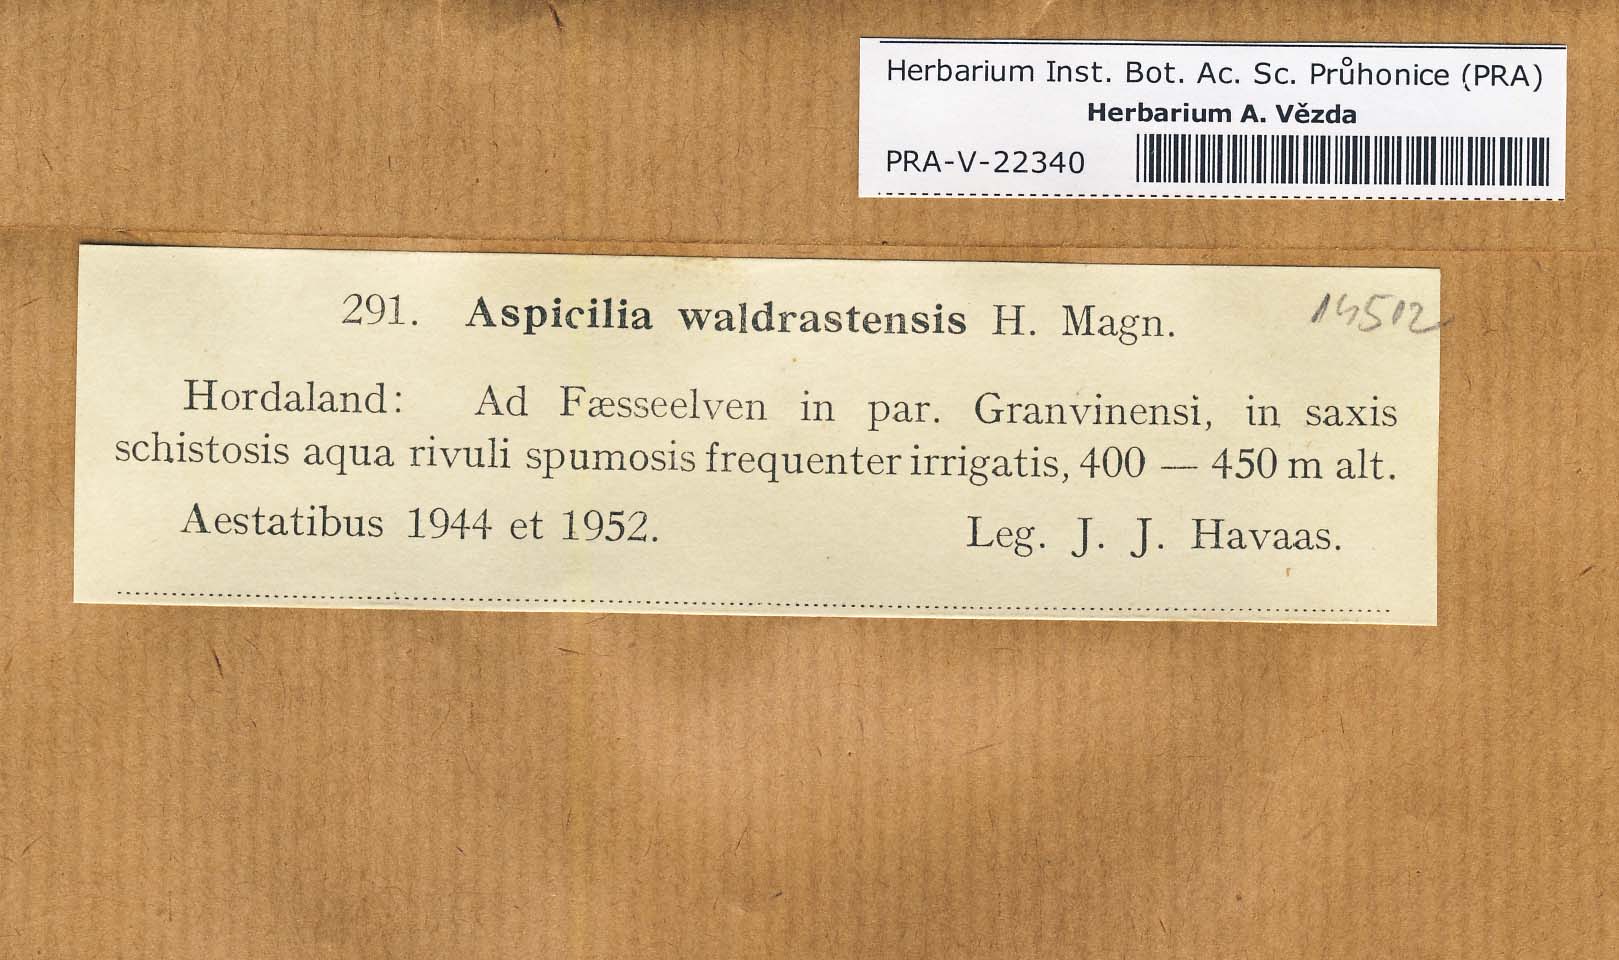 Herbarium Inst. Bot. Ac. Sc. Průhonice (PRA)
Herbarium A. Vězda
PRA-V-22340
291. Aspicilia waldrastensis H. Magn.
14512
Hordaland: Ad Fæsseelven in par. Granvinensi, in saxis
schistosis aqua rivuli spumosis frequenter irrigatis, 400 — 450 m alt.
Aestatibus 1944 et 1952. Leg. J. J. Havaas.